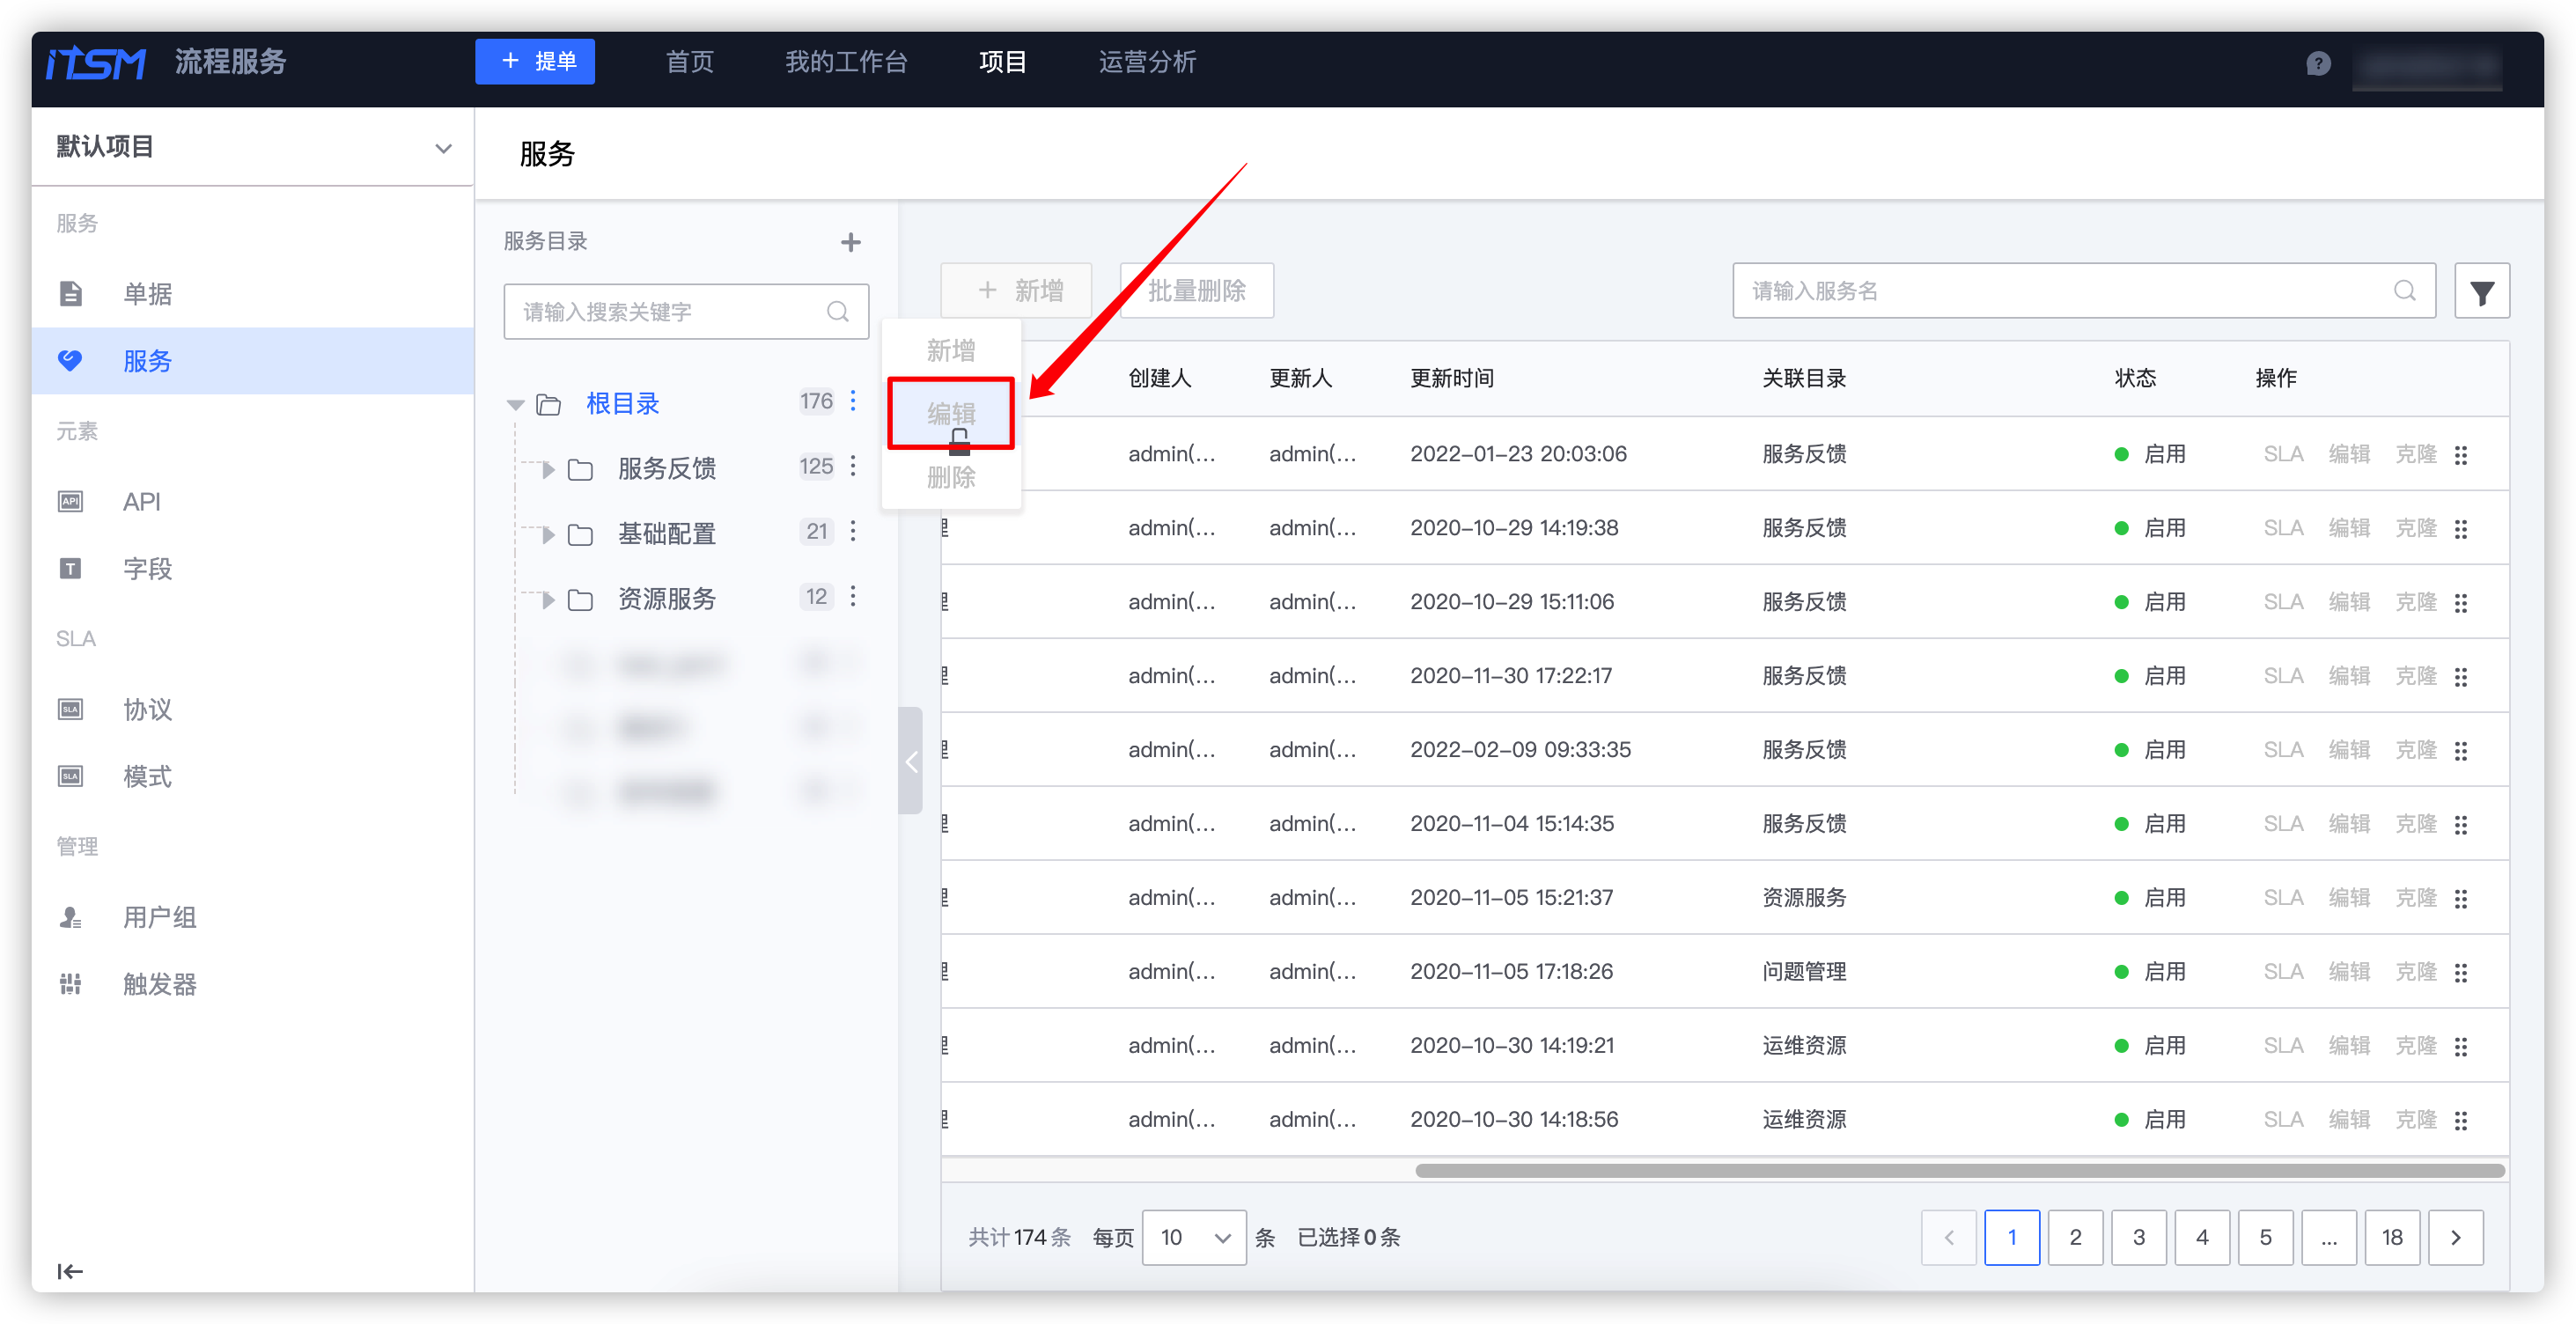 iTSM 流程服务 + 提单 首页 我的工作台 项目 运营分析 ?
默认项目
服务
服务
单据
服务
元素
API API
T 字段
SLA
SLA 协议
SLA 模式
管理
用户组
触发器
服务目录 +
请输入搜索关键字
根目录 176
服务反馈 125
基础配置 21
资源服务 12
+ 新增 批量删除 请输入服务名
新增
编辑
删除
创建人 更新人 更新时间 关联目录 状态 操作
admin(... admin(... 2022-01-23 20:03:06 服务反馈 启用 SLA 编辑 克隆
admin(... admin(... 2020-10-29 14:19:38 服务反馈 启用 SLA 编辑 克隆
admin(... admin(... 2020-10-29 15:11:06 服务反馈 启用 SLA 编辑 克隆
admin(... admin(... 2020-11-30 17:22:17 服务反馈 启用 SLA 编辑 克隆
admin(... admin(... 2022-02-09 09:33:35 服务反馈 启用 SLA 编辑 克隆
admin(... admin(... 2020-11-04 15:14:35 服务反馈 启用 SLA 编辑 克隆
admin(... admin(... 2020-11-05 15:21:37 资源服务 启用 SLA 编辑 克隆
admin(... admin(... 2020-11-05 17:18:26 问题管理 启用 SLA 编辑 克隆
admin(... admin(... 2020-10-30 14:19:21 运维资源 启用 SLA 编辑 克隆
admin(... admin(... 2020-10-30 14:18:56 运维资源 启用 SLA 编辑 克隆
共计174条 每页 10 条 已选择0条 1 2 3 4 5 ... 18